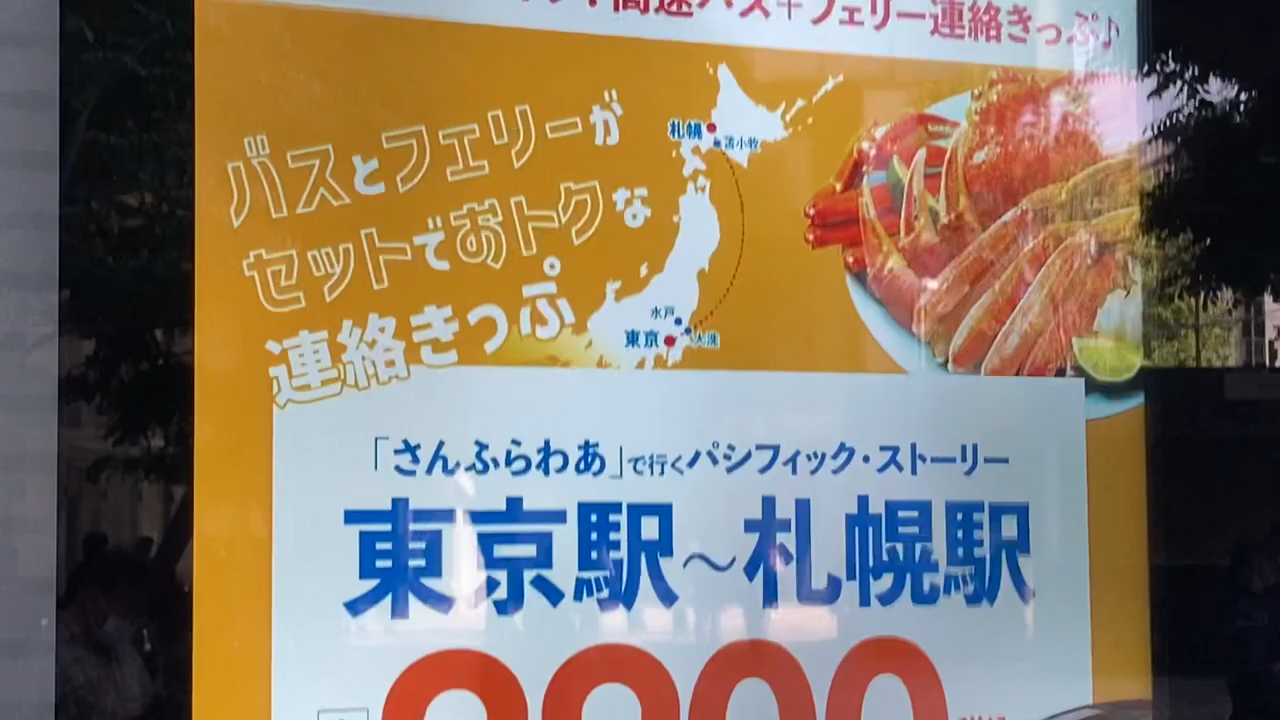 高速バス+フェリー連絡きっぷ♪
バスとフェリーが
セットでおトクな
連絡きっぷ
札幌
苫小牧
水戸
東京
大洗
「さんふらわあ」で行くパシフィック・ストーリー
東京駅~札幌駅